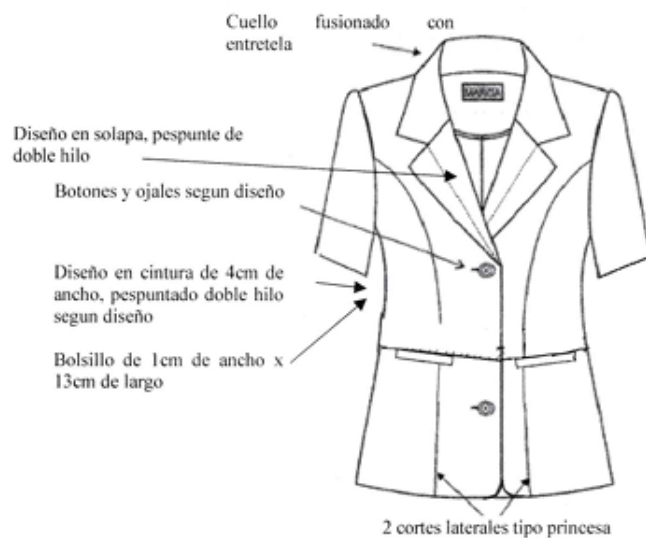 Cuello fusionado con
entretela
MARISA
Diseño en solapa, pespunte de
doble hilo
Botones y ojales segun diseño
Diseño en cintura de 4cm de
ancho, pespuntado doble hilo
segun diseño
Bolsillo de 1cm de ancho x
13cm de largo
2 cortes laterales tipo princesa